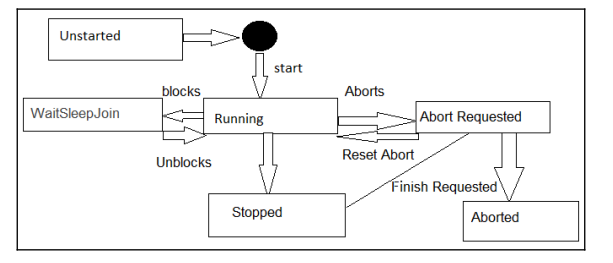 Unstarted
start
blocks
Aborts
WaitSleepJoin
Running
Abort Requested
Unblocks
Reset Abort
Finish Requested
Stopped
Aborted